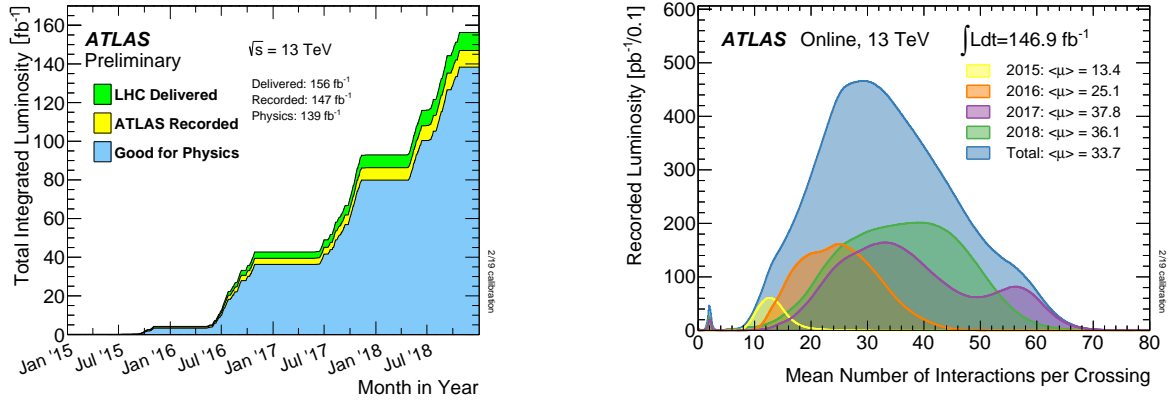 Total Integrated Luminosity [fb⁻¹]
160
140
120
100
80
60
40
20
0
ATLAS
Preliminary
√s = 13 TeV
Delivered: 156 fb⁻¹
Recorded: 147 fb⁻¹
Physics: 139 fb⁻¹
LHC Delivered
ATLAS Recorded
Good for Physics
2/19 calibration
Jan '15
Jul '15
Jan '16
Jul '16
Jan '17
Jul '17
Jan '18
Jul '18
Month in Year
Recorded Luminosity [pb⁻¹/0.1]
600
500
400
300
200
100
0
ATLAS Online, 13 TeV ∫Ldt=146.9 fb⁻¹
2015: <μ> = 13.4
2016: <μ> = 25.1
2017: <μ> = 37.8
2018: <μ> = 36.1
Total: <μ> = 33.7
2/19 calibration
0 10 20 30 40 50 60 70 80
Mean Number of Interactions per Crossing